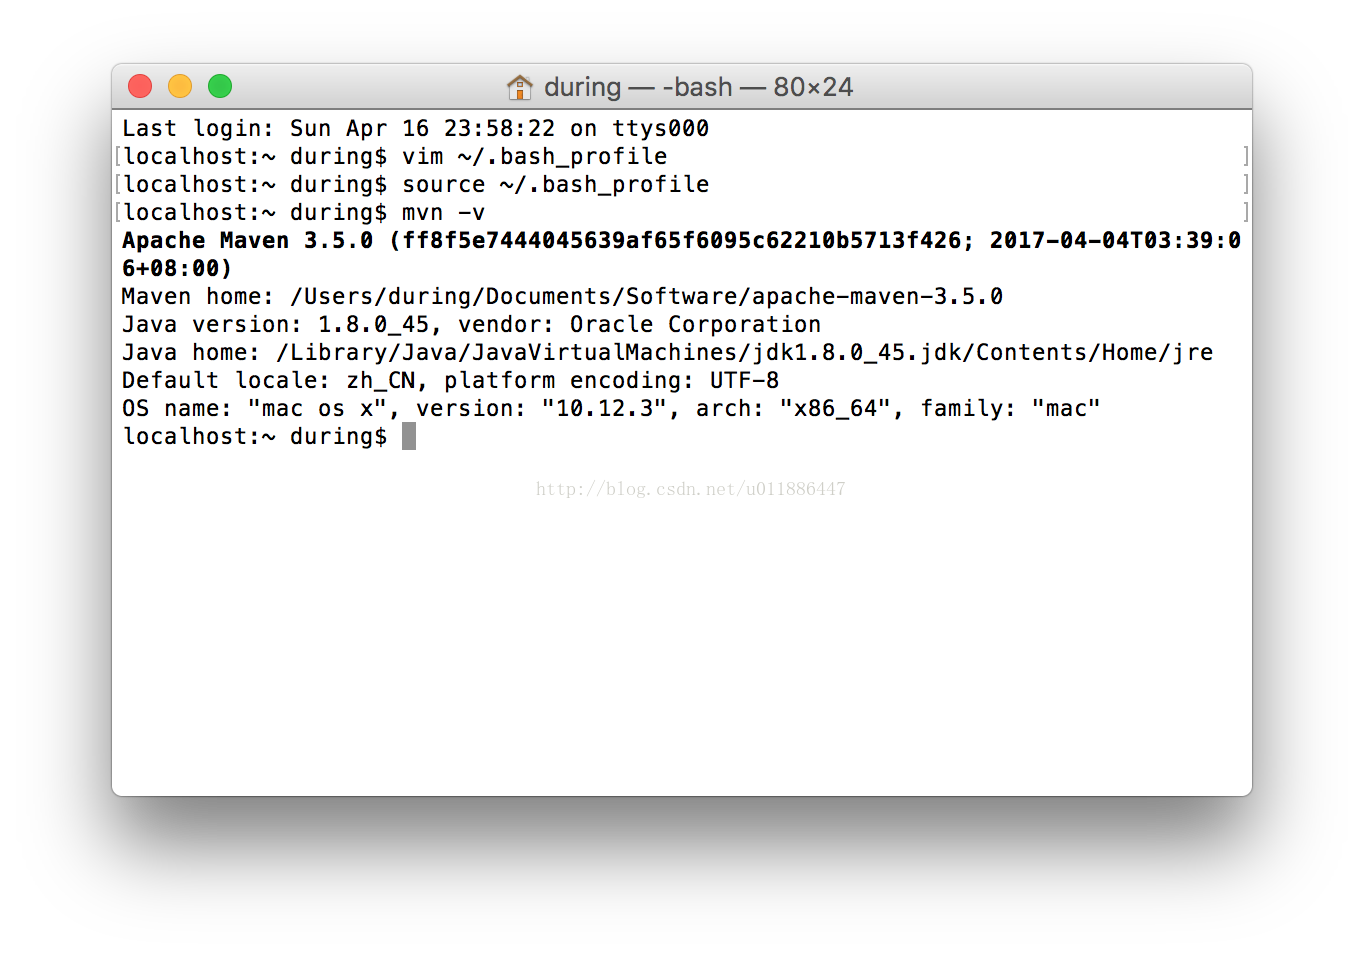 during — -bash — 80×24
Last login: Sun Apr 16 23:58:22 on ttys000
[localhost:~ during$ vim ~/.bash_profile ]
[localhost:~ during$ source ~/.bash_profile ]
[localhost:~ during$ mvn -v ]
Apache Maven 3.5.0 (ff8f5e7444045639af65f6095c62210b5713f426; 2017-04-04T03:39:0
6+08:00)
Maven home: /Users/during/Documents/Software/apache-maven-3.5.0
Java version: 1.8.0_45, vendor: Oracle Corporation
Java home: /Library/Java/JavaVirtualMachines/jdk1.8.0_45.jdk/Contents/Home/jre
Default locale: zh_CN, platform encoding: UTF-8
OS name: "mac os x", version: "10.12.3", arch: "x86_64", family: "mac"
localhost:~ during$
http://blog.csdn.net/u011886447